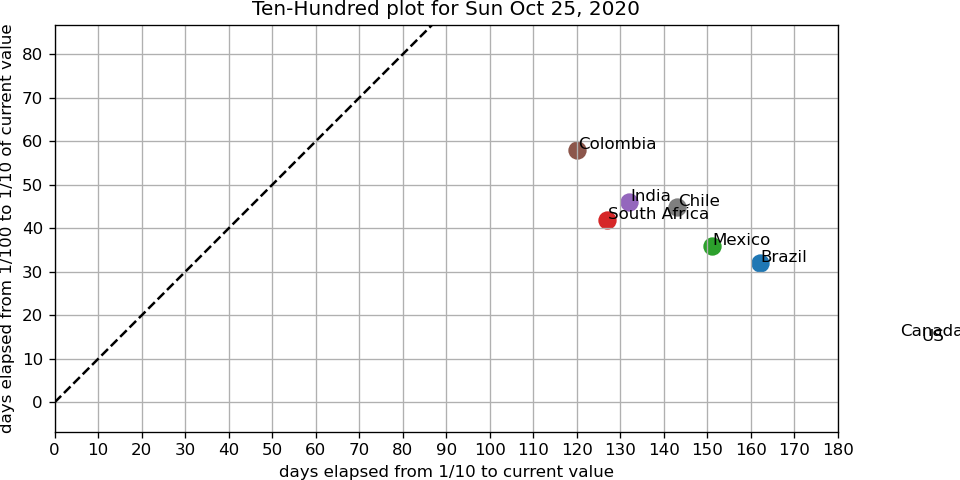 Ten-Hundred plot for Sun Oct 25, 2020
days elapsed from 1/100 to 1/10 of current value
80
70
60
50
40
30
20
10
0
Colombia
India
Chile
South Africa
Mexico
Brazil
Canada
US
0 10 20 30 40 50 60 70 80 90 100 110 120 130 140 150 160 170 180
days elapsed from 1/10 to current value